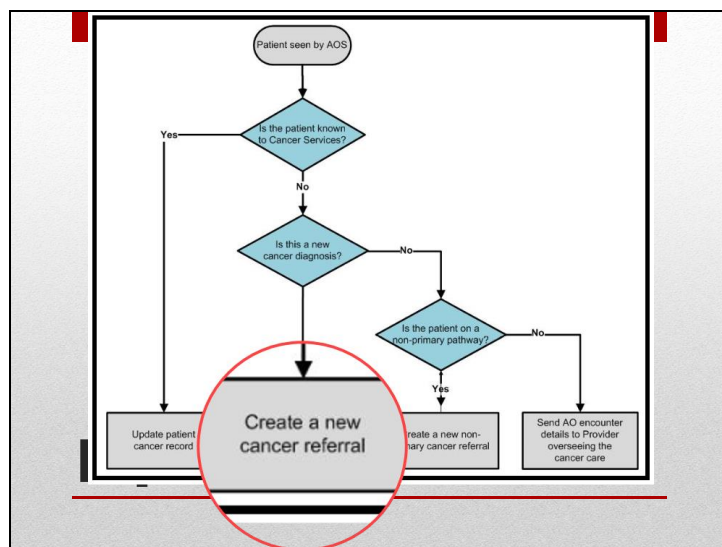 Patient seen by AOS
Is the patient known
to Cancer Services?
Yes
No
Is this a new
cancer diagnosis?
No
Is the patient on a
non-primary pathway?
No
Yes
Create a new
cancer referral
Update patient
cancer record
create a new non-
cancer referral
Send AO encounter
details to Provider
overseeing the
cancer care